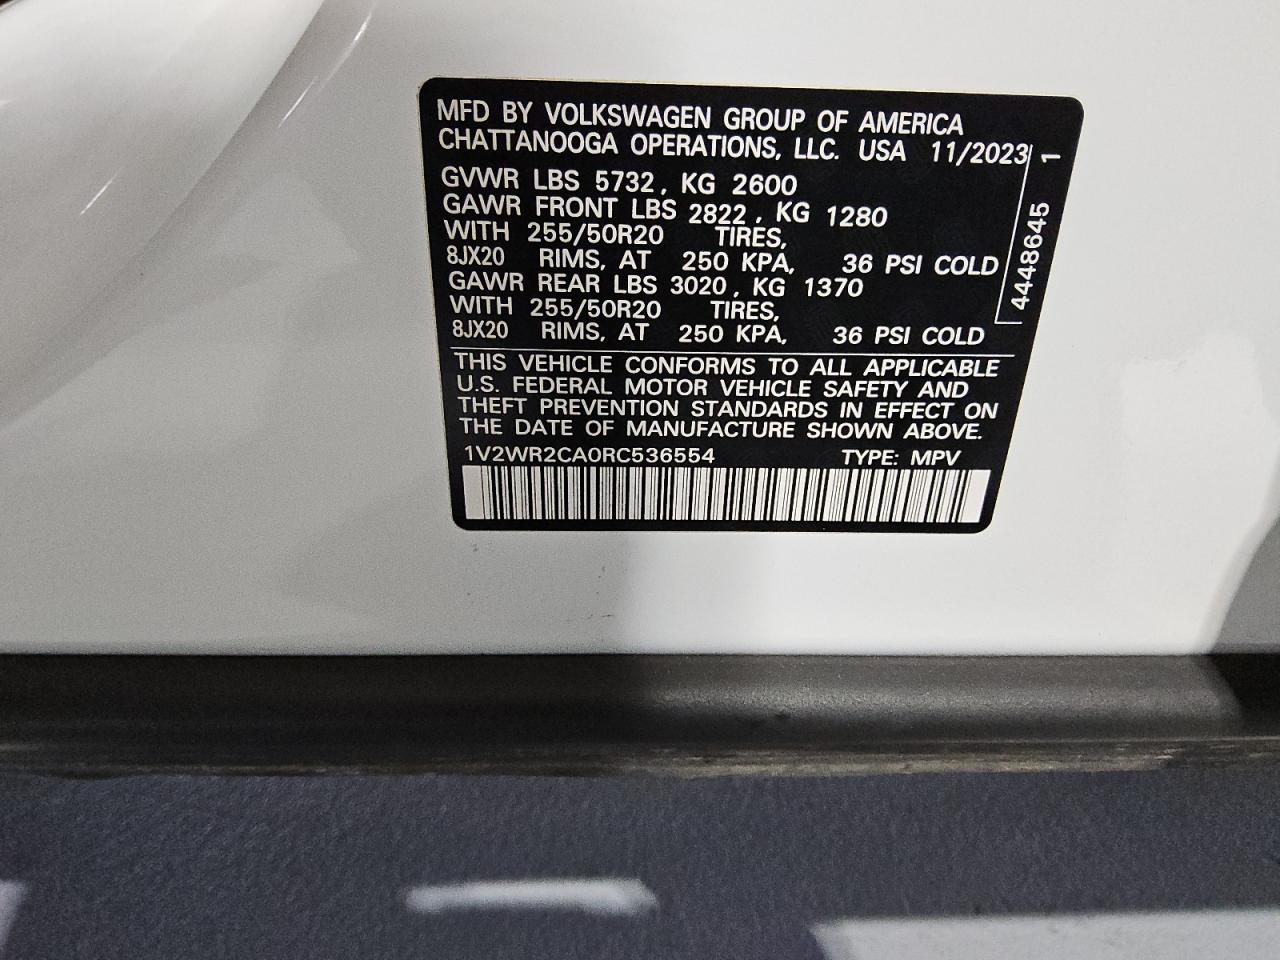 MFD BY VOLKSWAGEN GROUP OF AMERICA
CHATTANOOGA OPERATIONS, LLC. USA 11/2023
GVWR LBS 5732, KG 2600
GAWR FRONT LBS 2822, KG 1280
WITH 255/50R20 TIRES,
8JX20 RIMS, AT 250 KPA, 36 PSI COLD
GAWR REAR LBS 3020, KG 1370
WITH 255/50R20 TIRES,
8JX20 RIMS, AT 250 KPA, 36 PSI COLD
4448645 1
THIS VEHICLE CONFORMS TO ALL APPLICABLE
U.S. FEDERAL MOTOR VEHICLE SAFETY AND
THEFT PREVENTION STANDARDS IN EFFECT ON
THE DATE OF MANUFACTURE SHOWN ABOVE.
1V2WR2CA0RC536554 TYPE: MPV